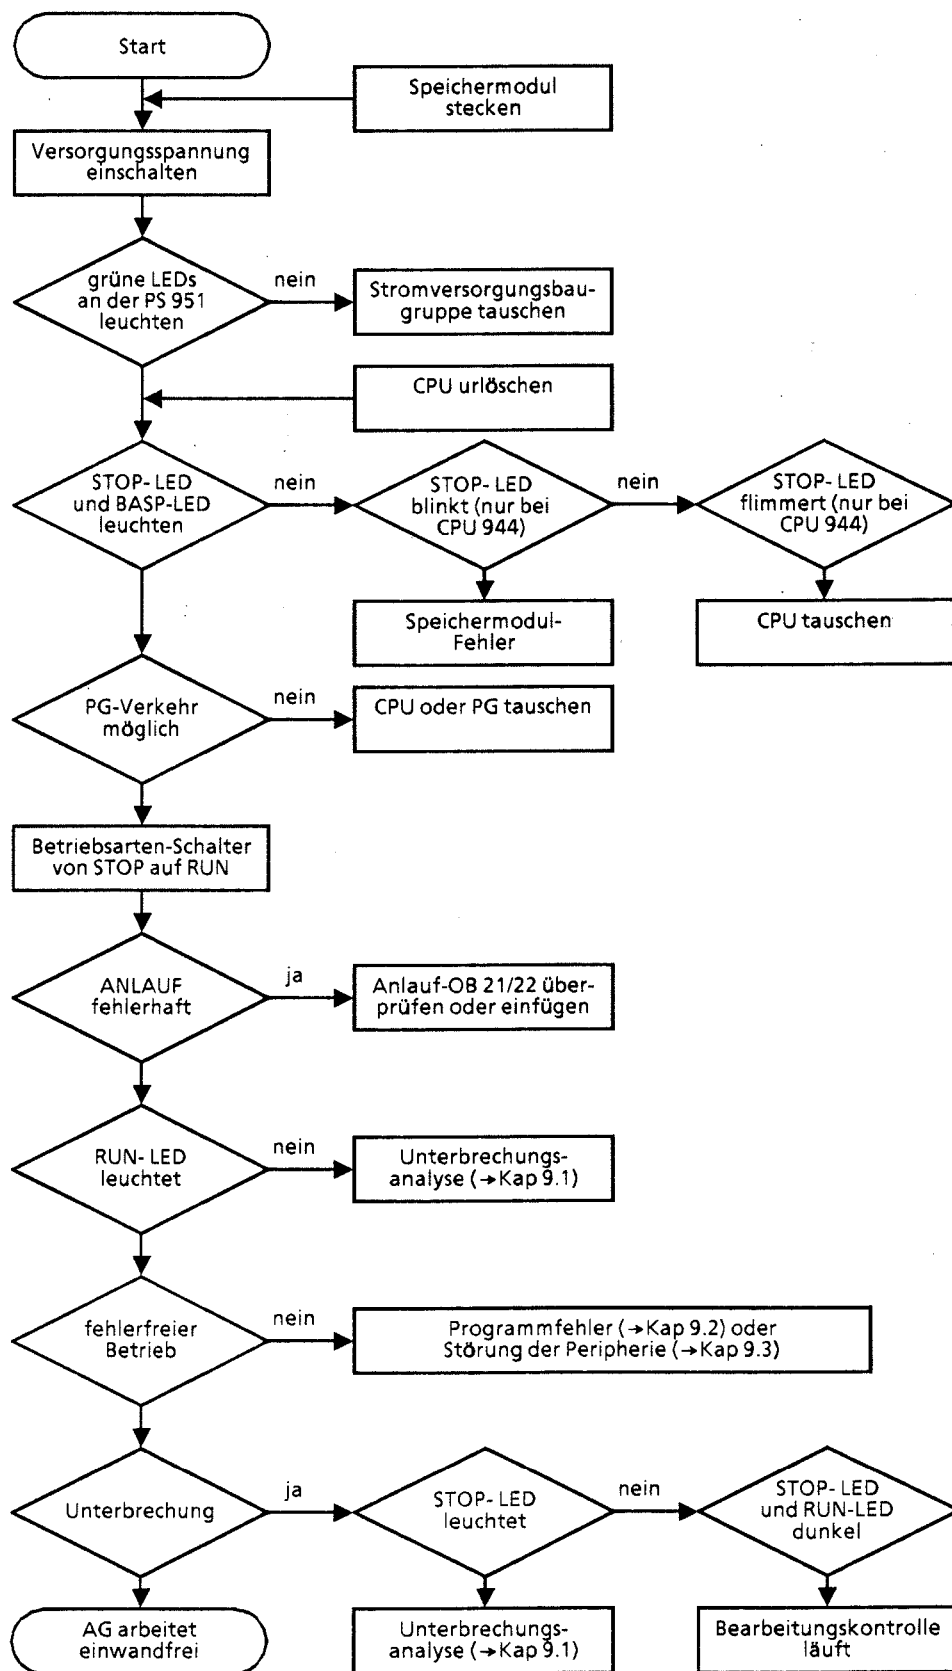 Start
Speichermodul
stecken
Versorgungsspannung
einschalten
grüne LEDs
an der PS 951
leuchten
nein
Stromversorgungsbau-
gruppe tauschen
CPU urlöschen
STOP- LED
und BASP-LED
leuchten
nein
STOP- LED
blinkt (nur bei
CPU 944)
nein
STOP- LED
flimmert (nur bei
CPU 944)
Speichermodul-
Fehler
CPU tauschen
PG-Verkehr
möglich
nein
CPU oder PG tauschen
Betriebsarten-Schalter
von STOP auf RUN
ANLAUF
fehlerhaft
ja
Anlauf-OB 21/22 über-
prüfen oder einfügen
RUN- LED
leuchtet
nein
Unterbrechungs-
analyse (→Kap 9.1)
fehlerfreier
Betrieb
nein
Programmfehler (→Kap 9.2) oder
Störung der Peripherie (→Kap 9.3)
Unterbrechung
ja
STOP- LED
leuchtet
nein
STOP- LED
und RUN-LED
dunkel
AG arbeitet
einwandfrei
Unterbrechungs-
analyse (→Kap 9.1)
Bearbeitungskontrolle
läuft